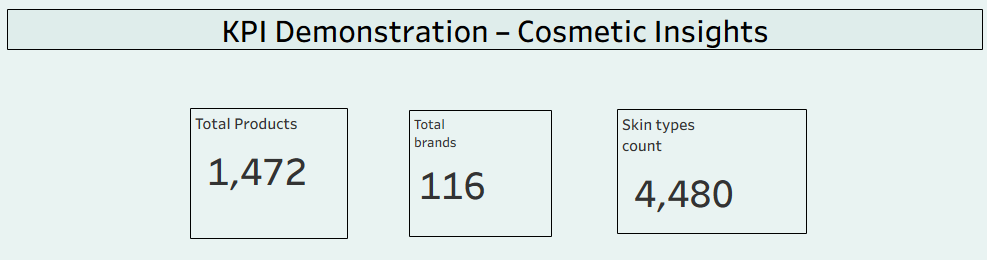 KPI Demonstration – Cosmetic Insights
Total Products
1,472
Total
brands
116
Skin types
count
4,480